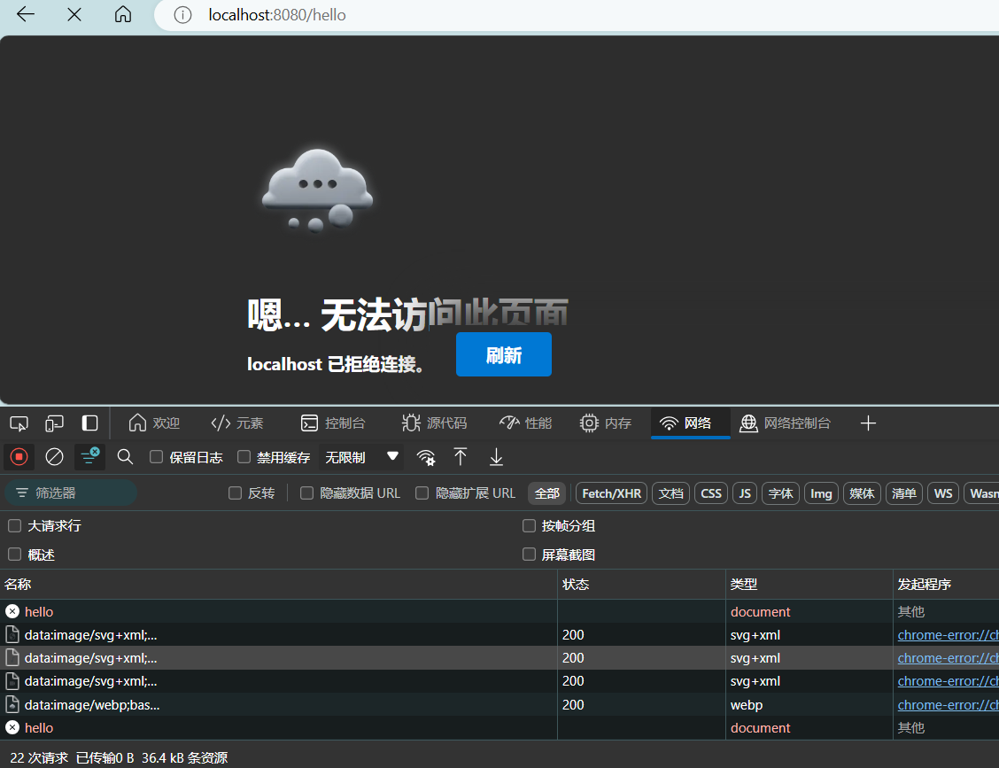 localhost:8080/hello
嗯... 无法访问此页面
localhost 已拒绝连接。
刷新
欢迎 元素 控制台 源代码 性能 内存 网络 网络控制台
保留日志 禁用缓存 无限制
筛选器 反转 隐藏数据 URL 隐藏扩展 URL 全部 Fetch/XHR 文档 CSS JS 字体 Img 媒体 清单 WS Wasm
大请求行 按帧分组
概述 屏幕截图
名称 状态 类型 发起程序
hello document 其他
data:image/svg+xml;... 200 svg+xml chrome-error://ch
data:image/svg+xml;... 200 svg+xml chrome-error://ch
data:image/svg+xml;... 200 svg+xml chrome-error://ch
data:image/webp;bas... 200 webp chrome-error://ch
hello document 其他
22 次请求 已传输0 B 36.4 kB 条资源